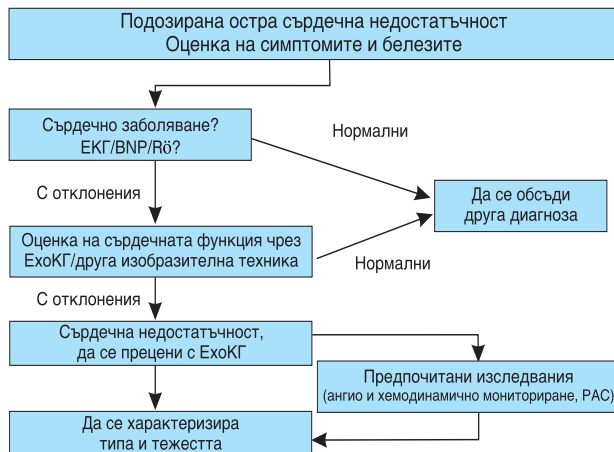 Подозирана остра сърдечна недостатъчност
Оценка на симптомите и белезите
Сърдечно заболяване?
ЕКГ/BNP/Rö?
Нормални
С отклонения
Да се обсъди
друга диагноза
Оценка на сърдечната функция чрез
ЕхоКГ/друга изобразителна техника
Нормални
С отклонения
Сърдечна недостатъчност,
да се прецени с ЕхоКГ
Предпочитани изследвания
(ангио и хемодинамично мониториране, РАС)
Да се характеризира
типа и тежестта